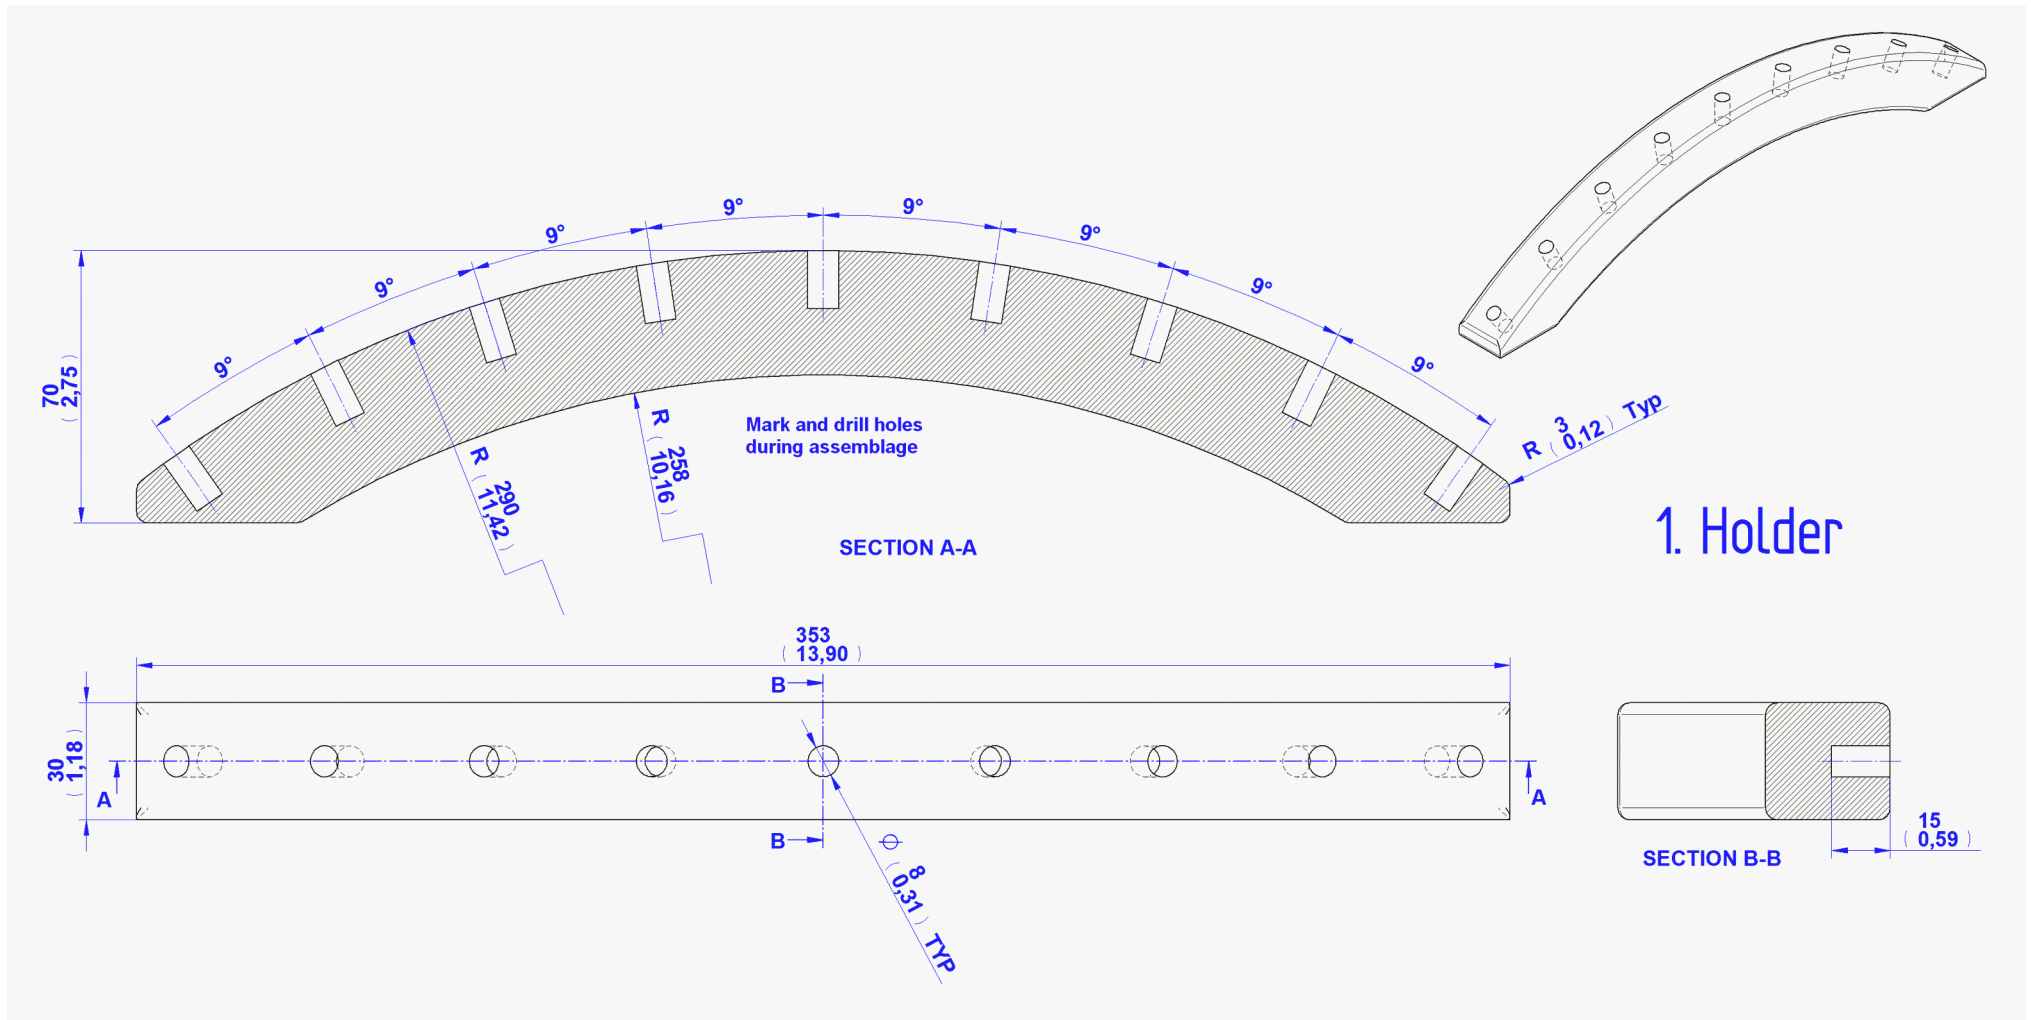 9°
9°
9°
9°
9°
9°
9°
9°
70
( 2,75 )
R ( 290
11,42 )
R ( 258
10,16 )
Mark and drill holes
during assemblage
R ( 3
0,12 ) Typ
SECTION A-A
1. Holder
353
( 13,90 )
B
B
30
( 1,18 )
A
A
ϕ ( 8
0,31 ) TYP
15
( 0,59 )
SECTION B-B